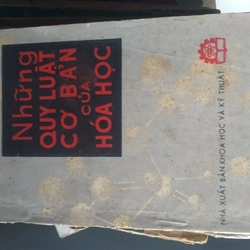 Những
QUY LUẬT
CƠ BẢN
CỦA
HÓA HỌC
NHÀ XUẤT BẢN KHOA HỌC VÀ KỸ THUẬT